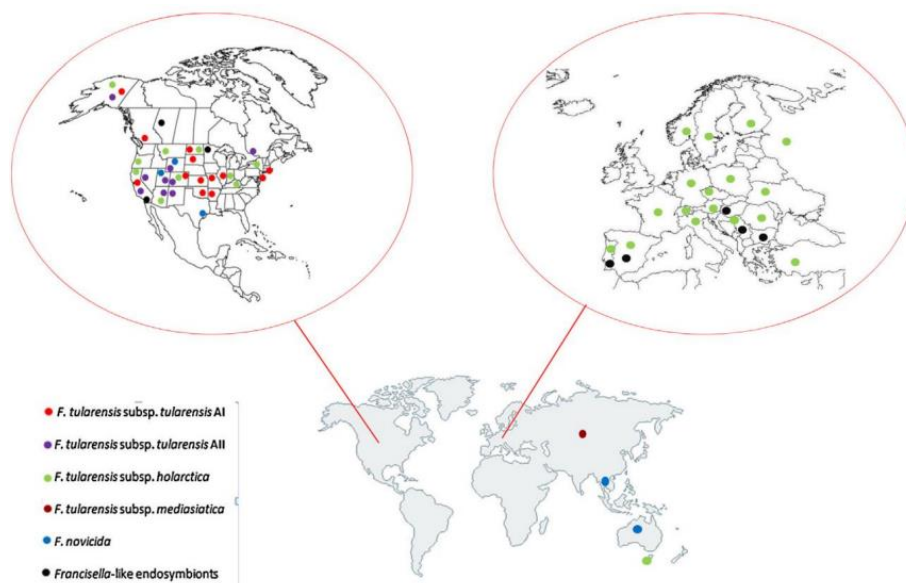 F. tularensis subsp. tularensis AI
F. tularensis subsp. tularensis AII
F. tularensis subsp. holarctica
F. tularensis subsp. mediasiatica
F. novicida
Francisella-like endosymbionts